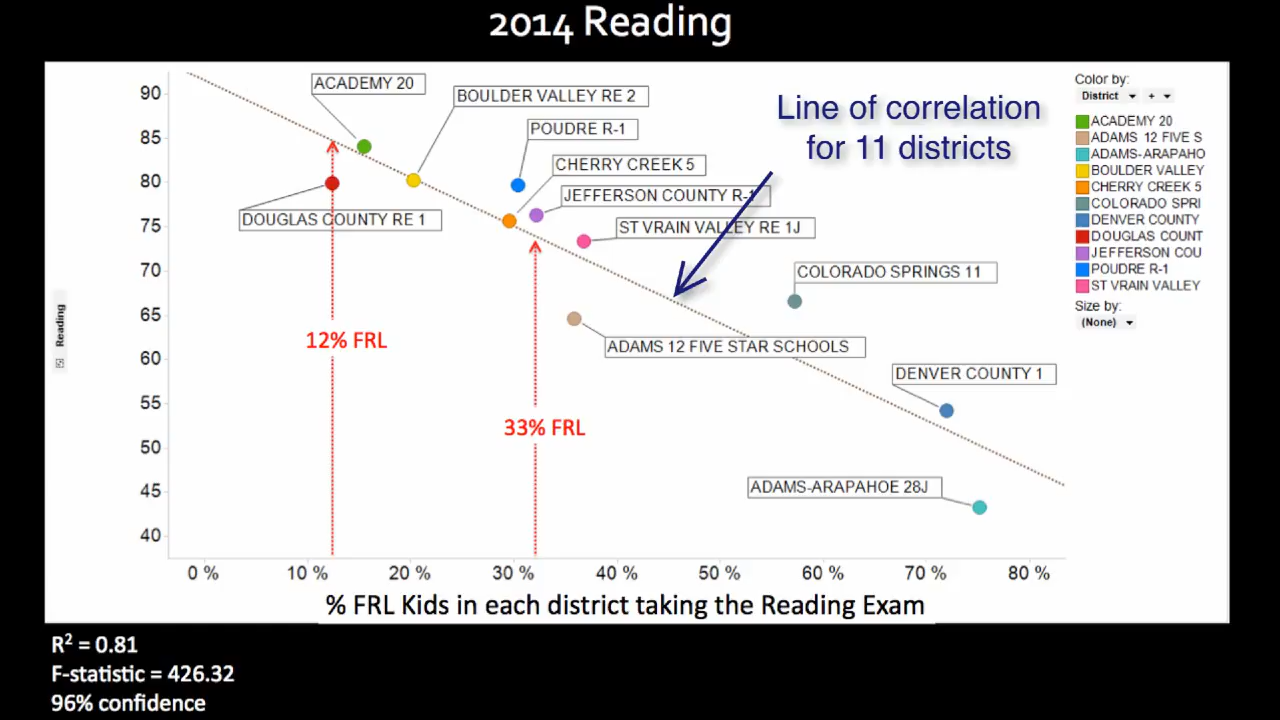 2014 Reading
90
85
80
75
70
65
60
55
50
45
40
Reading
ACADEMY 20
BOULDER VALLEY RE 2
POUDRE R-1
CHERRY CREEK 5
JEFFERSON COUNTY R-1
DOUGLAS COUNTY RE 1
ST VRAIN VALLEY RE 1J
COLORADO SPRINGS 11
ADAMS 12 FIVE STAR SCHOOLS
DENVER COUNTY 1
ADAMS-ARAPAHOE 28J
Line of correlation
for 11 districts
12% FRL
33% FRL
0 %
10 %
20 %
30 %
40 %
50 %
60 %
70 %
80 %
% FRL Kids in each district taking the Reading Exam
Color by:
District +
ACADEMY 20
ADAMS 12 FIVE S
ADAMS-ARAPAHO
BOULDER VALLEY
CHERRY CREEK 5
COLORADO SPRI
DENVER COUNTY
DOUGLAS COUNT
JEFFERSON COU
POUDRE R-1
ST VRAIN VALLEY
Size by:
(None)
R² = 0.81
F-statistic = 426.32
96% confidence